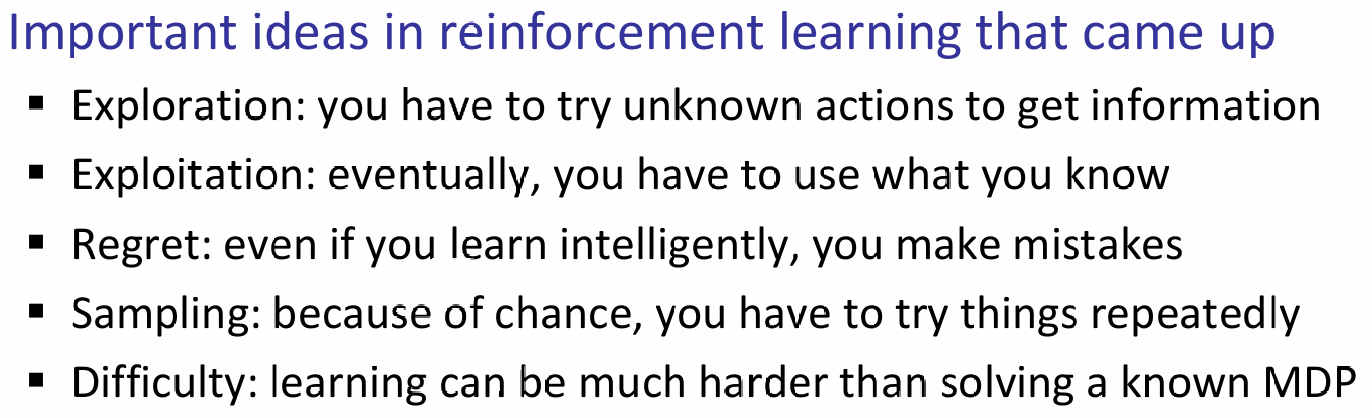 Important ideas in reinforcement learning that came up
▪ Exploration: you have to try unknown actions to get information
▪ Exploitation: eventually, you have to use what you know
▪ Regret: even if you learn intelligently, you make mistakes
▪ Sampling: because of chance, you have to try things repeatedly
▪ Difficulty: learning can be much harder than solving a known MDP